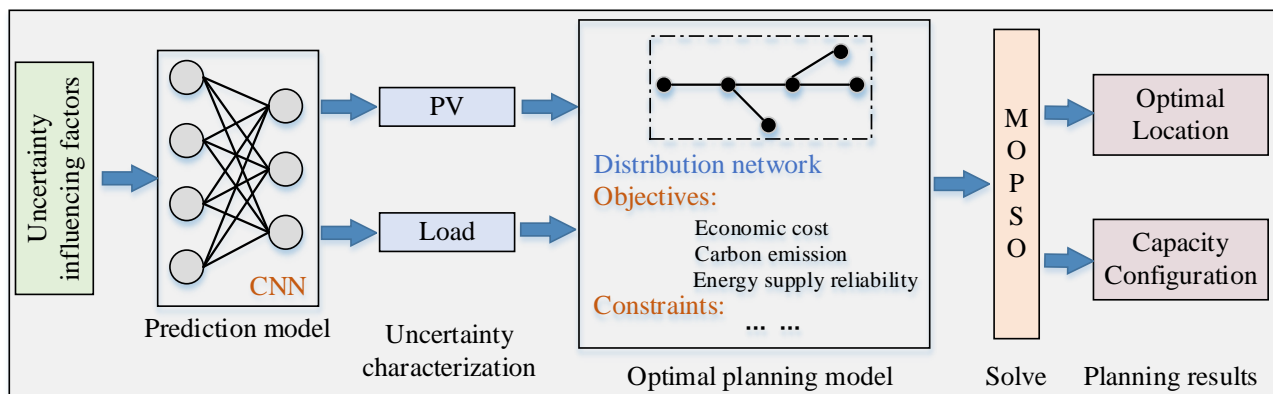 Uncertainty
influencing factors
CNN
Prediction model
PV
Load
Uncertainty
characterization
Distribution network
Objectives:
Economic cost
Carbon emission
Energy supply reliability
Constraints:
... ...
Optimal planning model
MOPSO
Solve
Optimal
Location
Capacity
Configuration
Planning results